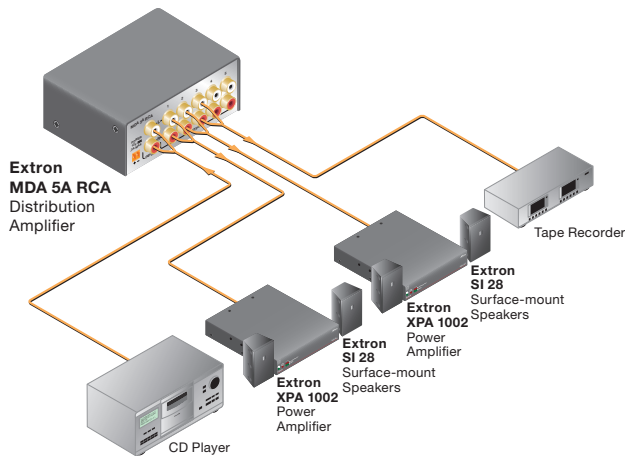 Extron
MDA 5A RCA
Distribution
Amplifier
Tape Recorder
Extron
SI 28
Surface-mount
Speakers
Extron
XPA 1002
Power
Amplifier
Extron
SI 28
Surface-mount
Speakers
Extron
XPA 1002
Power
Amplifier
CD Player